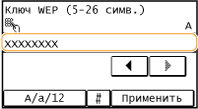 Ключ WEP (5-26 симв.)
A
XXXXXXXX
A/a/12 # Применить